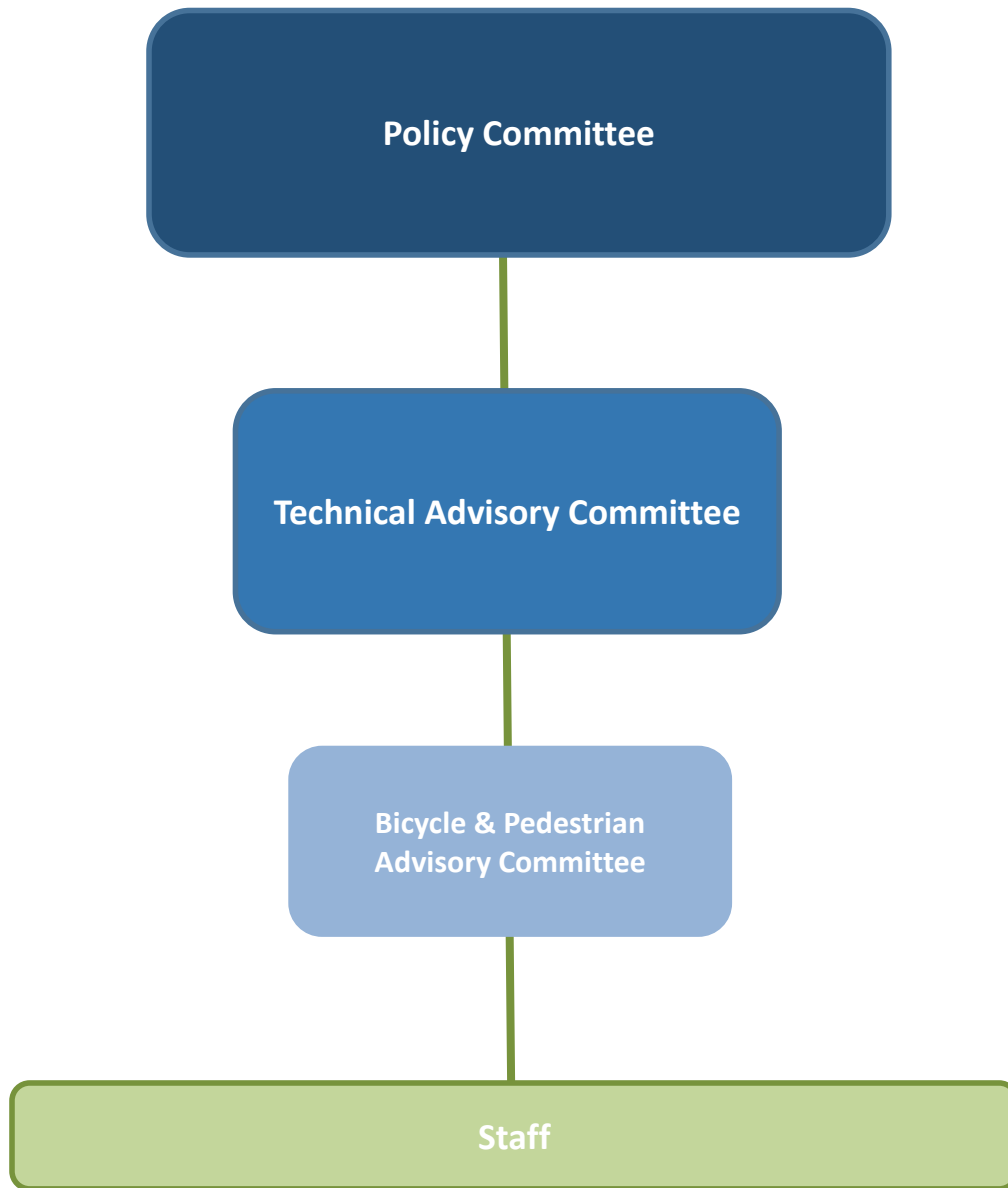 Policy Committee
Technical Advisory Committee
Bicycle & Pedestrian
Advisory Committee
Staff